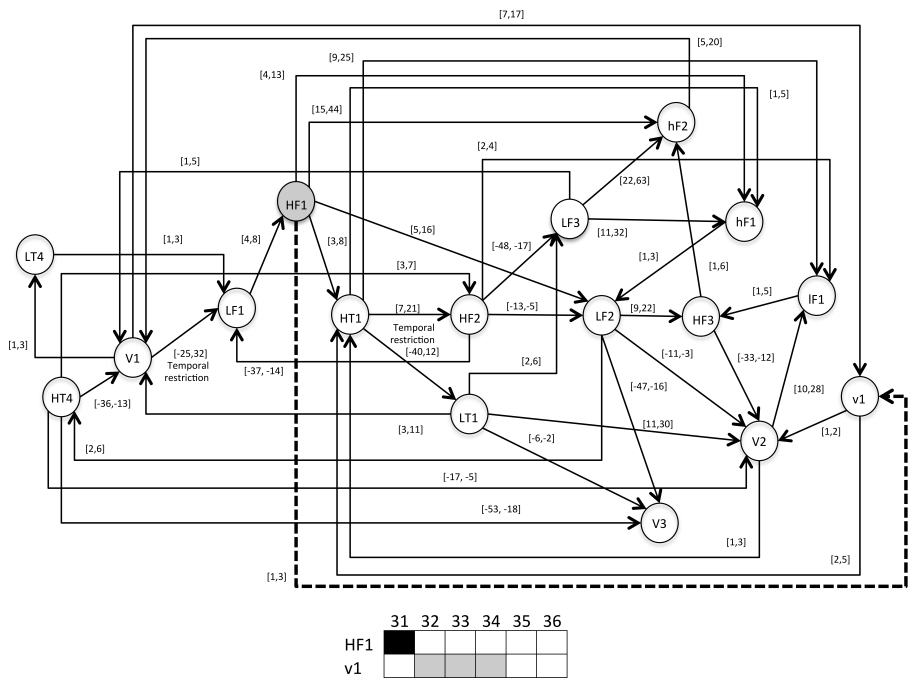 [7,17]
[5,20]
[9,25]
[4,13]
[1,5]
[15,44]
hF2
[2,4]
[1,5]
[22,63]
HF1
LF3
hF1
[5,16]
[11,32]
[4,8]
[3,8]
[-48, -17]
[1,3]
LT4
[1,3]
[3,7]
[1,6]
lF1
LF1
HT1
[7,21]
HF2
[-13,-5]
LF2
[9,22]
HF3
[1,5]
Temporal
restriction
[-40,12]
[1,3]
V1
[-25,32]
Temporal
restriction
[-37, -14]
[-11,-3]
[-33,-12]
[2,6]
[-47,-16]
[10,28]
HT4
[-36,-13]
v1
LT1
[3,11]
[-6,-2]
[11,30]
V2
[1,2]
[2,6]
[-17, -5]
[-53, -18]
V3
[1,3]
[2,5]
[1,3]
31 32 33 34 35 36
HF1
v1